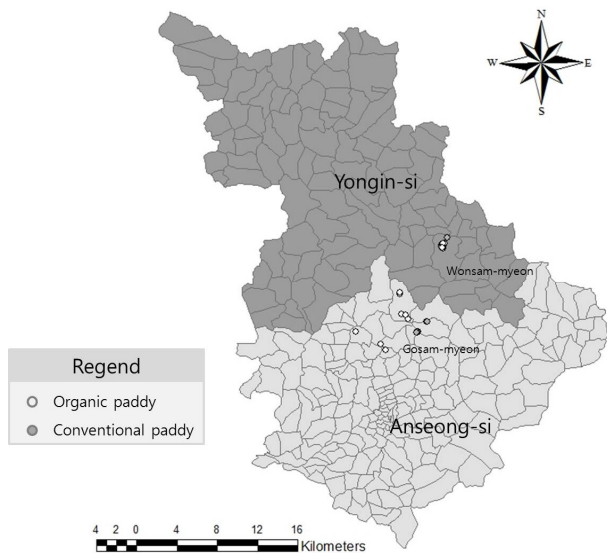 N
W E
S
Yongin-si
Wonsam-myeon
Gosam-myeon
Regend
Organic paddy
Conventional paddy
Anseong-si
4 2 0 4 8 12 16
Kilometers